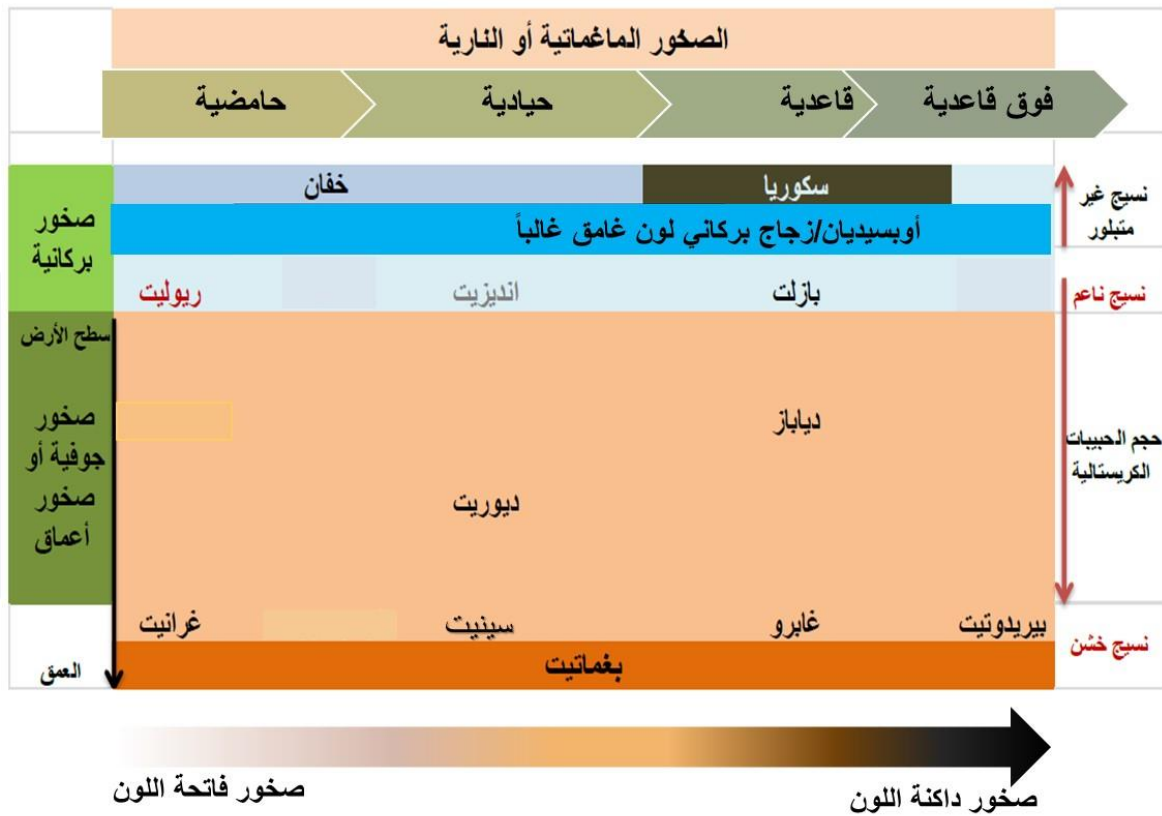 الصخور الماغماتية أو النارية
فوق قاعدية
قاعدية
حيادية
حامضية
نسيج غير
متبلور
سكوريا
خفان
صخور
بركانية
أوبسيديان/زجاج بركاني لون غامق غالباً
نسيج ناعم
بازلت
انديزيت
ريوليت
سطح الأرض
حجم الحبيبات
الكريستالية
دياباز
ديوريت
صخور
جوفية أو
صخور
أعماق
نسيج خشن
بيريدوتيت
غابرو
سينيت
غرانيت
بغماتيت
العمق
صخور داكنة اللون
صخور فاتحة اللون